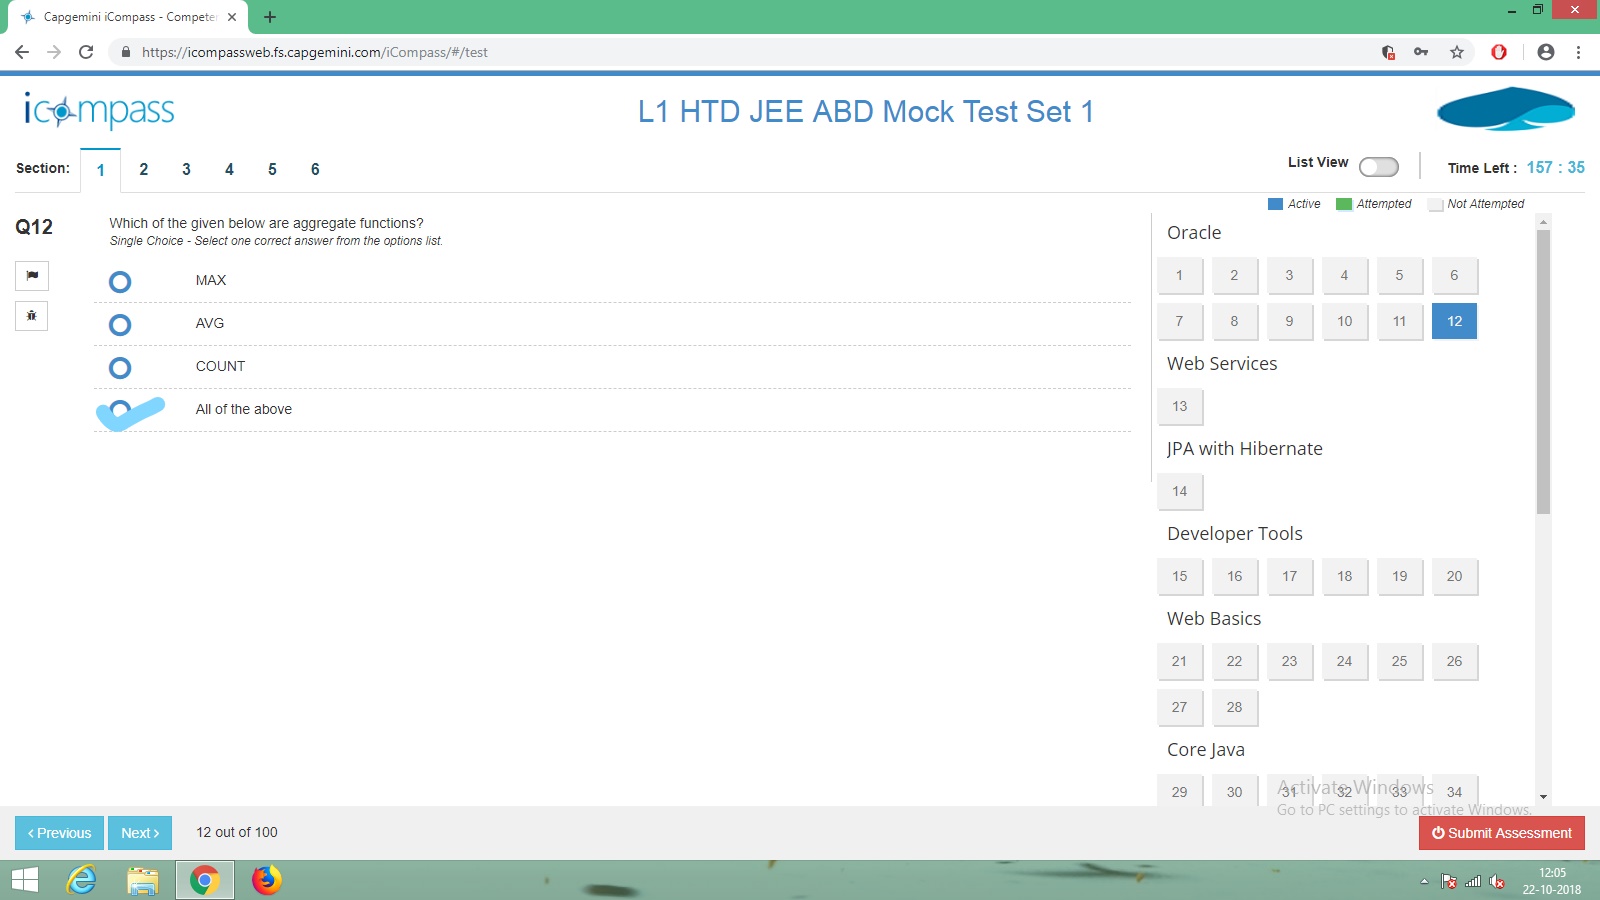 Capgemini iCompass - Competen
https://icompassweb.fs.capgemini.com/iCompass/#/test
icompass
L1 HTD JEE ABD Mock Test Set 1
Section: 1 2 3 4 5 6
List View
Time Left : 157 : 35
Active Attempted Not Attempted
Q12
Which of the given below are aggregate functions?
Single Choice - Select one correct answer from the options list.
MAX
AVG
COUNT
All of the above
Oracle
1 2 3 4 5 6
7 8 9 10 11 12
Web Services
13
JPA with Hibernate
14
Developer Tools
15 16 17 18 19 20
Web Basics
21 22 23 24 25 26
27 28
Core Java
29 30 31 32 33 34
Activate Windows
Go to PC settings to activate Windows.
Previous Next 12 out of 100
Submit Assessment
12:05
22-10-2018